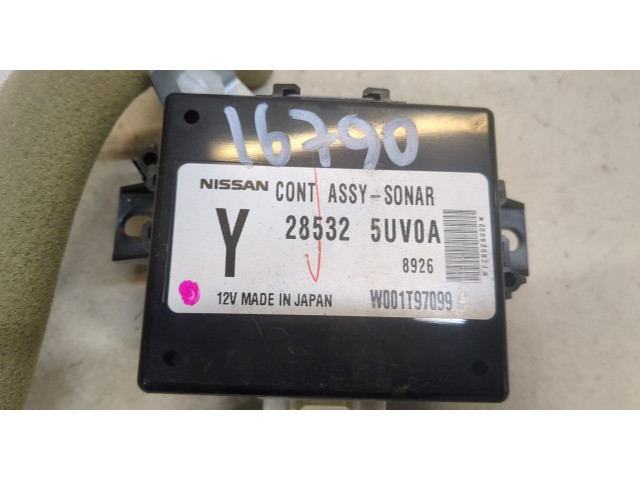 16790
NISSAN CONT ASSY-SONAR
Y 28532 5UV0A
8926
12V MADE IN JAPAN W001T97099